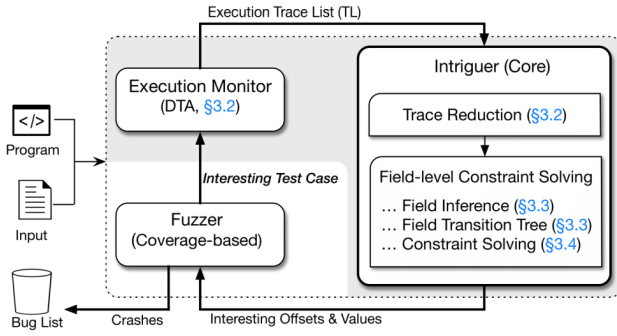 Execution Trace List (TL)
Execution Monitor
(DTA, §3.2)
Intriguer (Core)
Trace Reduction (§3.2)
</>
Program
Interesting Test Case
Field-level Constraint Solving
... Field Inference (§3.3)
... Field Transition Tree (§3.3)
... Constraint Solving (§3.4)
Input
Fuzzer
(Coverage-based)
Bug List
Crashes
Interesting Offsets & Values